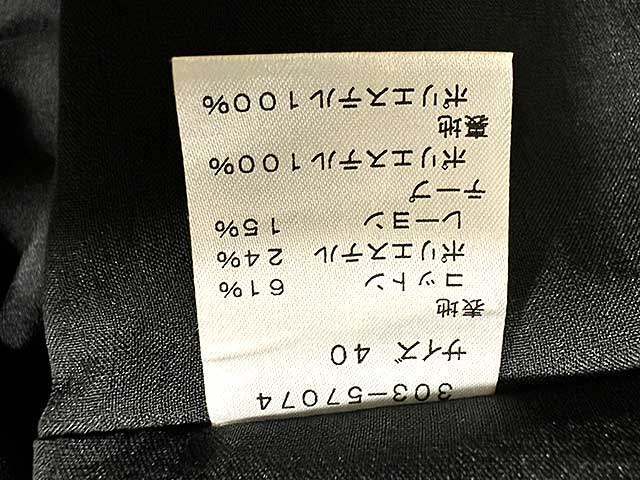 303-57074
サイズ 40
表地
コットン 61%
ポリエステル 24%
レーヨン 15%
テープ
ポリエステル100%
裏地
ポリエステル100%